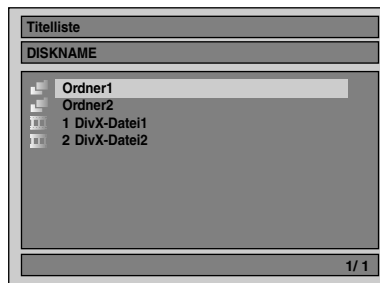 Titelliste
DISKNAME
Ordner1
Ordner2
1 DivX-Datei1
2 DivX-Datei2
1/ 1